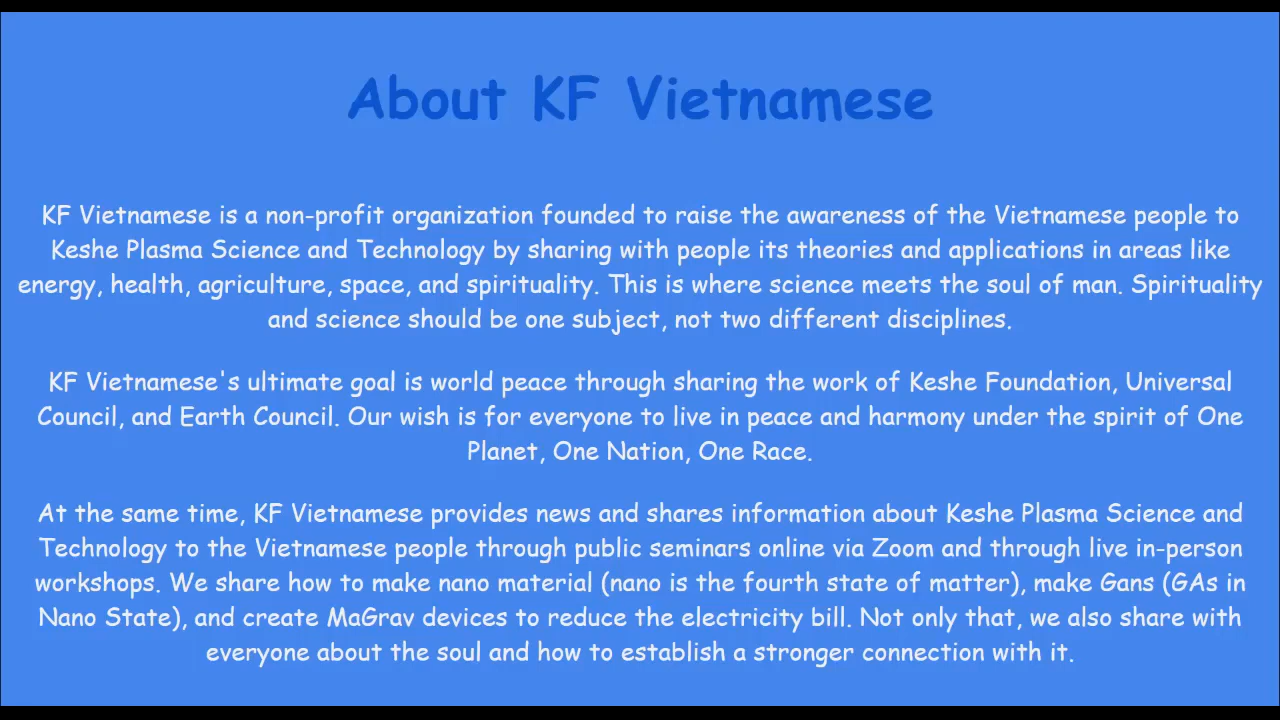 About KF Vietnamese
KF Vietnamese is a non-profit organization founded to raise the awareness of the Vietnamese people to
Keshe Plasma Science and Technology by sharing with people its theories and applications in areas like
energy, health, agriculture, space, and spirituality. This is where science meets the soul of man. Spirituality
and science should be one subject, not two different disciplines.
KF Vietnamese's ultimate goal is world peace through sharing the work of Keshe Foundation, Universal
Council, and Earth Council. Our wish is for everyone to live in peace and harmony under the spirit of One
Planet, One Nation, One Race.
At the same time, KF Vietnamese provides news and shares information about Keshe Plasma Science and
Technology to the Vietnamese people through public seminars online via Zoom and through live in-person
workshops. We share how to make nano material (nano is the fourth state of matter), make Gans (GAs in
Nano State), and create MaGrav devices to reduce the electricity bill. Not only that, we also share with
everyone about the soul and how to establish a stronger connection with it.